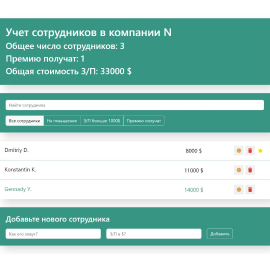 Учет сотрудников в компании N
Общее число сотрудников: 3
Премию получат: 1
Общая стоимость З/П: 33000 $
Найти сотрудника
Все сотрудники На повышение З/П больше 1000$ Премию получат
Dmitriy D. 8000 $
Konstantin K. 11000 $
Gennady Y. 14000 $
Добавьте нового сотрудника
Как его зовут? З/П в $? Добавить